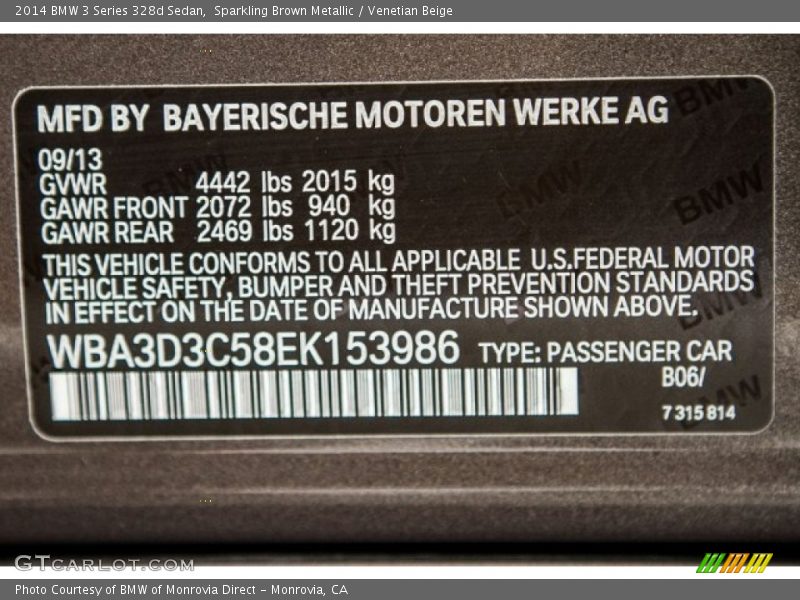 2014 BMW 3 Series 328d Sedan,  Sparkling Brown Metallic / Venetian Beige
MFD BY BAYERISCHE MOTOREN WERKE AG
09/13
GVWR 4442 lbs 2015 kg
GAWR FRONT 2072 lbs 940 kg
GAWR REAR 2469 lbs 1120 kg
THIS VEHICLE CONFORMS TO ALL APPLICABLE U.S.FEDERAL MOTOR
VEHICLE SAFETY, BUMPER AND THEFT PREVENTION STANDARDS
IN EFFECT ON THE DATE OF MANUFACTURE SHOWN ABOVE.
WBA3D3C58EK153986 TYPE: PASSENGER CAR
B06/
7 315 814
GTCARLOT.COM
Photo Courtesy of BMW of Monrovia Direct - Monrovia, CA